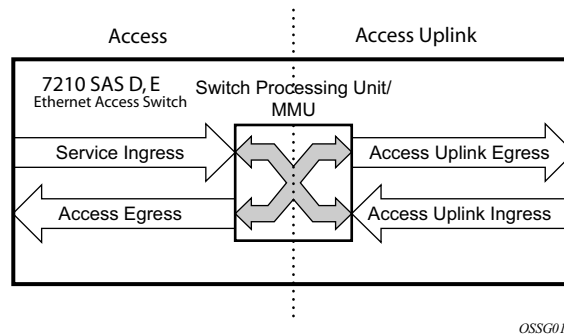 Access
Access Uplink
7210 SAS D, E
Ethernet Access Switch
Switch Processing Unit/
MMU
Service Ingress
Access Uplink Egress
Access Egress
Access Uplink Ingress
OSSG01